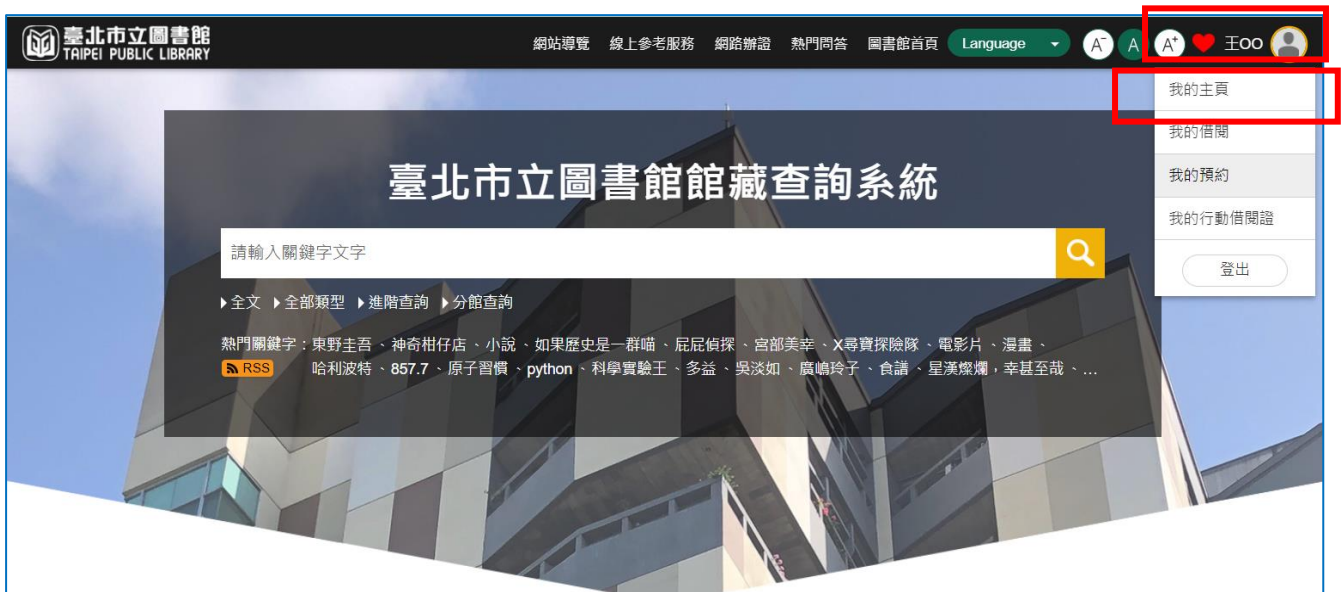 臺北市立圖書館
TAIPEI PUBLIC LIBRARY
網站導覽 線上參考服務 網路辦證 熱門問答 圖書館首頁 Language A- A A+ 王OO
我的主頁
我的借閱
我的預約
我的行動借閱證
登出
臺北市立圖書館館藏查詢系統
請輸入關鍵字文字
全文 全部類型 進階查詢 分館查詢
熱門關鍵字：東野圭吾、神奇柑仔店、小說、如果歷史是一群喵、屁屁偵探、宮部美幸、X尋寶探險隊、電影片、漫畫、
RSS 哈利波特、857.7、原子習慣、python、科學實驗王、多益、吳淡如、廣嶋玲子、食譜、星漢燦爛，幸甚至哉、...